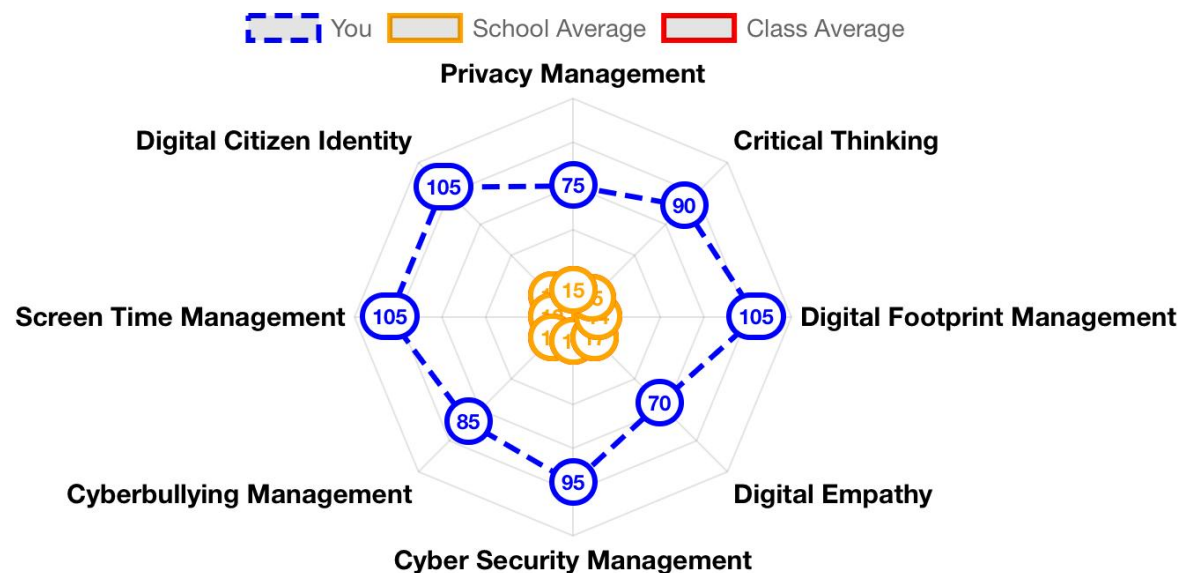 You School Average Class Average
Privacy Management
Digital Citizen Identity Critical Thinking
105 75 90
15
Screen Time Management 105 105 Digital Footprint Management
70
85
95
Cyberbullying Management Digital Empathy
Cyber Security Management